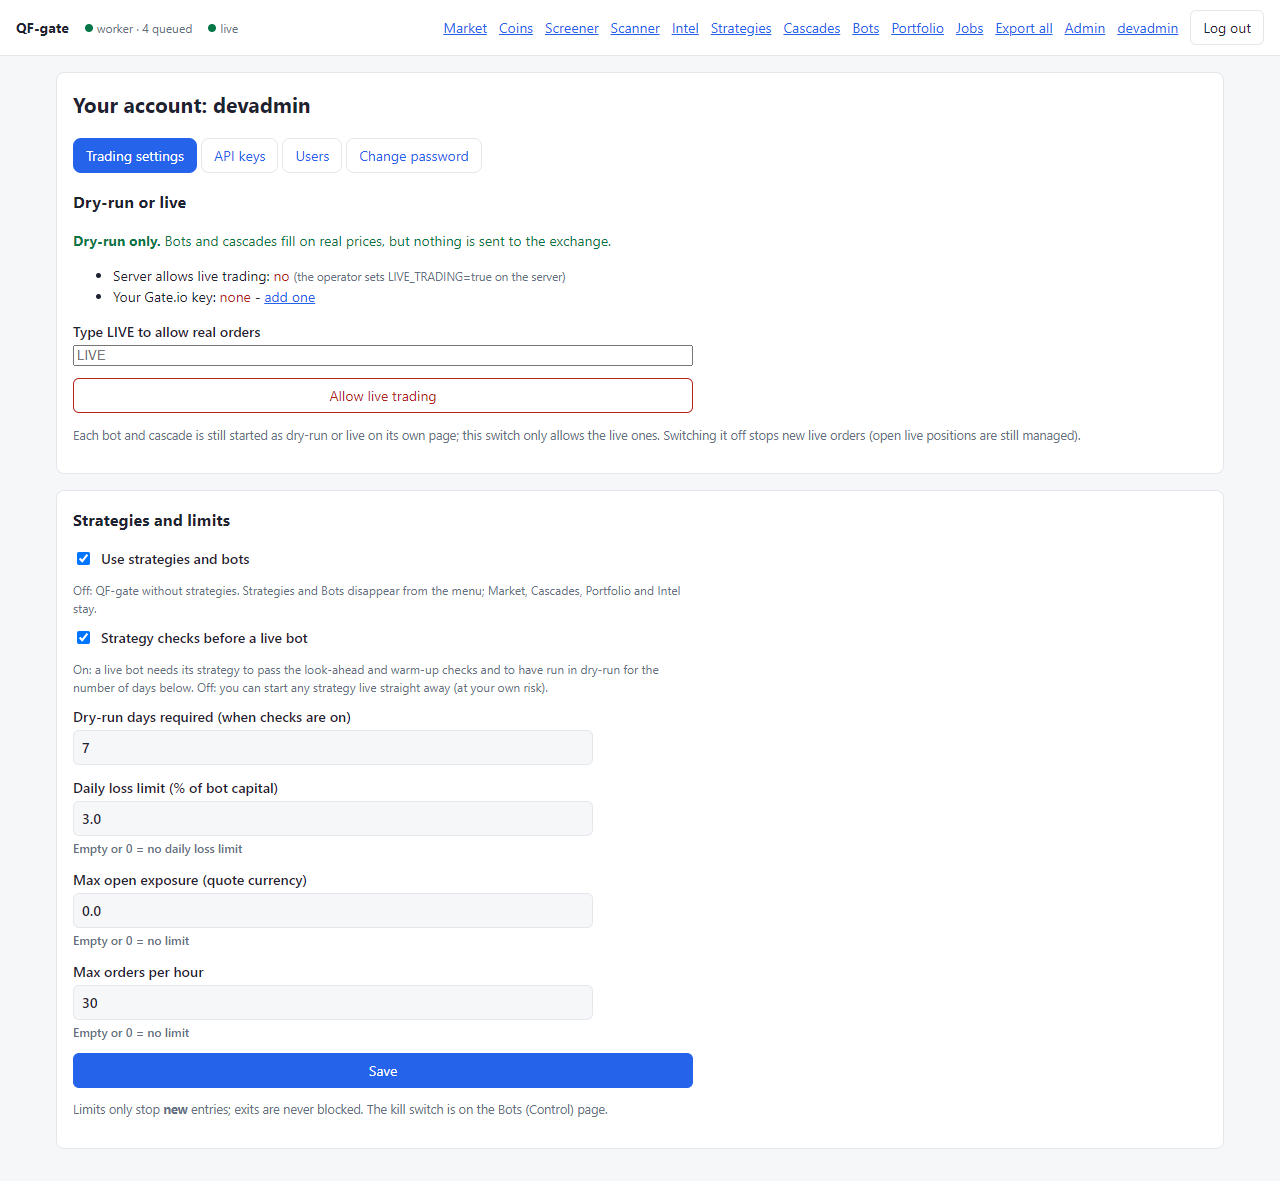 QF-gate worker · 4 queued live Market Coins Screener Scanner Intel Strategies Cascades Bots Portfolio Jobs Export all Admin devadmin Log out
Your account: devadmin
Trading settings API keys Users Change password
Dry-run or live
Dry-run only. Bots and cascades fill on real prices, but nothing is sent to the exchange.
Server allows live trading: no (the operator sets LIVE_TRADING=true on the server)
Your Gate.io key: none - add one
Type LIVE to allow real orders
LIVE
Allow live trading
Each bot and cascade is still started as dry-run or live on its own page; this switch only allows the live ones. Switching it off stops new live orders (open live positions are still managed).
Strategies and limits
Use strategies and bots
Off: QF-gate without strategies. Strategies and Bots disappear from the menu; Market, Cascades, Portfolio and Intel
stay.
Strategy checks before a live bot
On: a live bot needs its strategy to pass the look-ahead and warm-up checks and to have run in dry-run for the
number of days below. Off: you can start any strategy live straight away (at your own risk).
Dry-run days required (when checks are on)
7
Daily loss limit (% of bot capital)
3.0
Empty or 0 = no daily loss limit
Max open exposure (quote currency)
0.0
Empty or 0 = no limit
Max orders per hour
30
Empty or 0 = no limit
Save
Limits only stop new entries; exits are never blocked. The kill switch is on the Bots (Control) page.